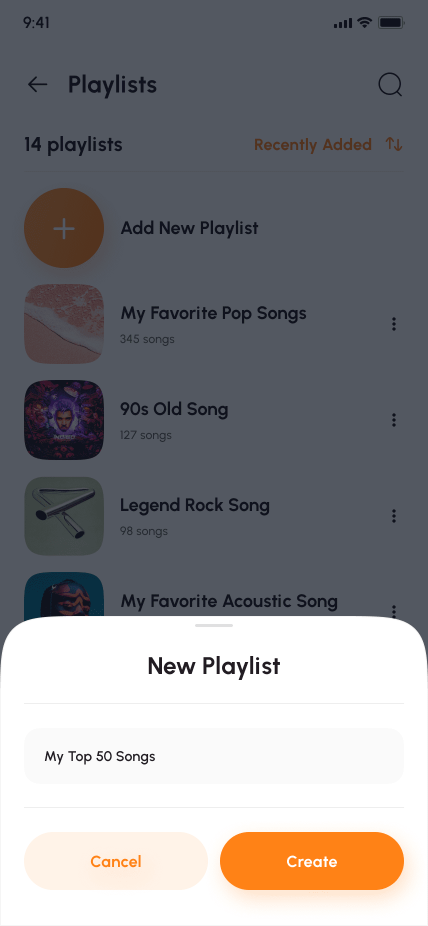 9:41
Playlists
14 playlists
Recently Added
Add New Playlist
My Favorite Pop Songs
345 songs
90s Old Song
127 songs
Legend Rock Song
98 songs
My Favorite Acoustic Song
New Playlist
My Top 50 Songs
Cancel
Create